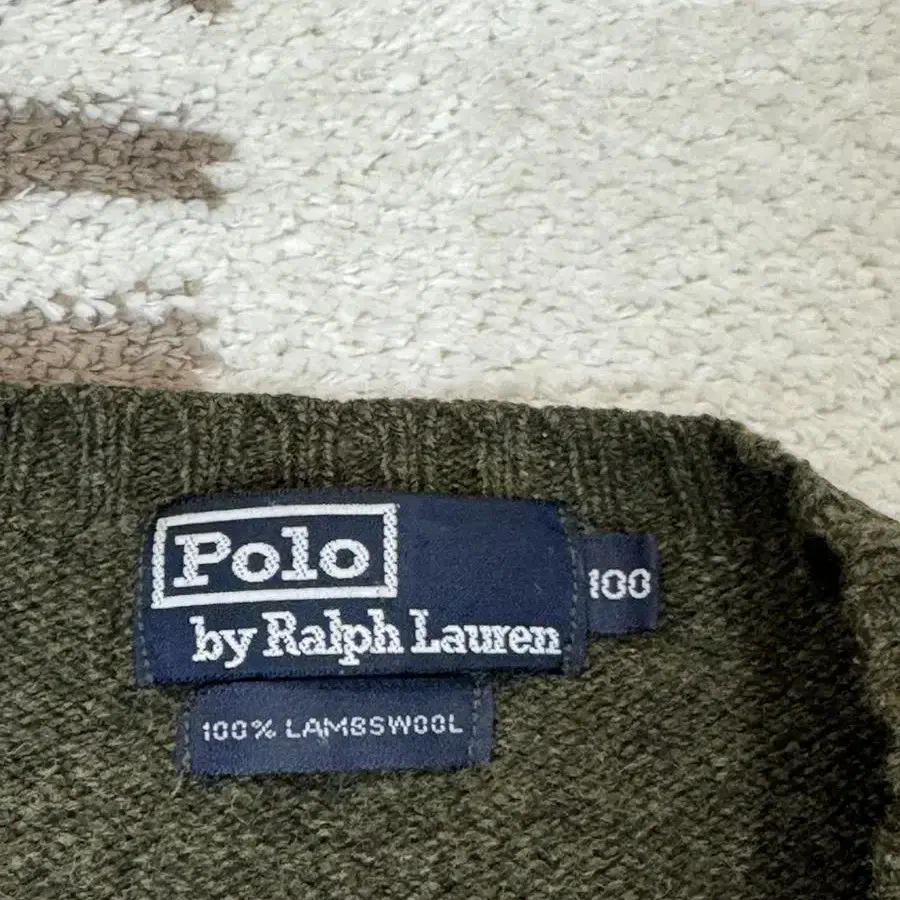 Polo
by Ralph Lauren
100
100% LAMBSWOOL